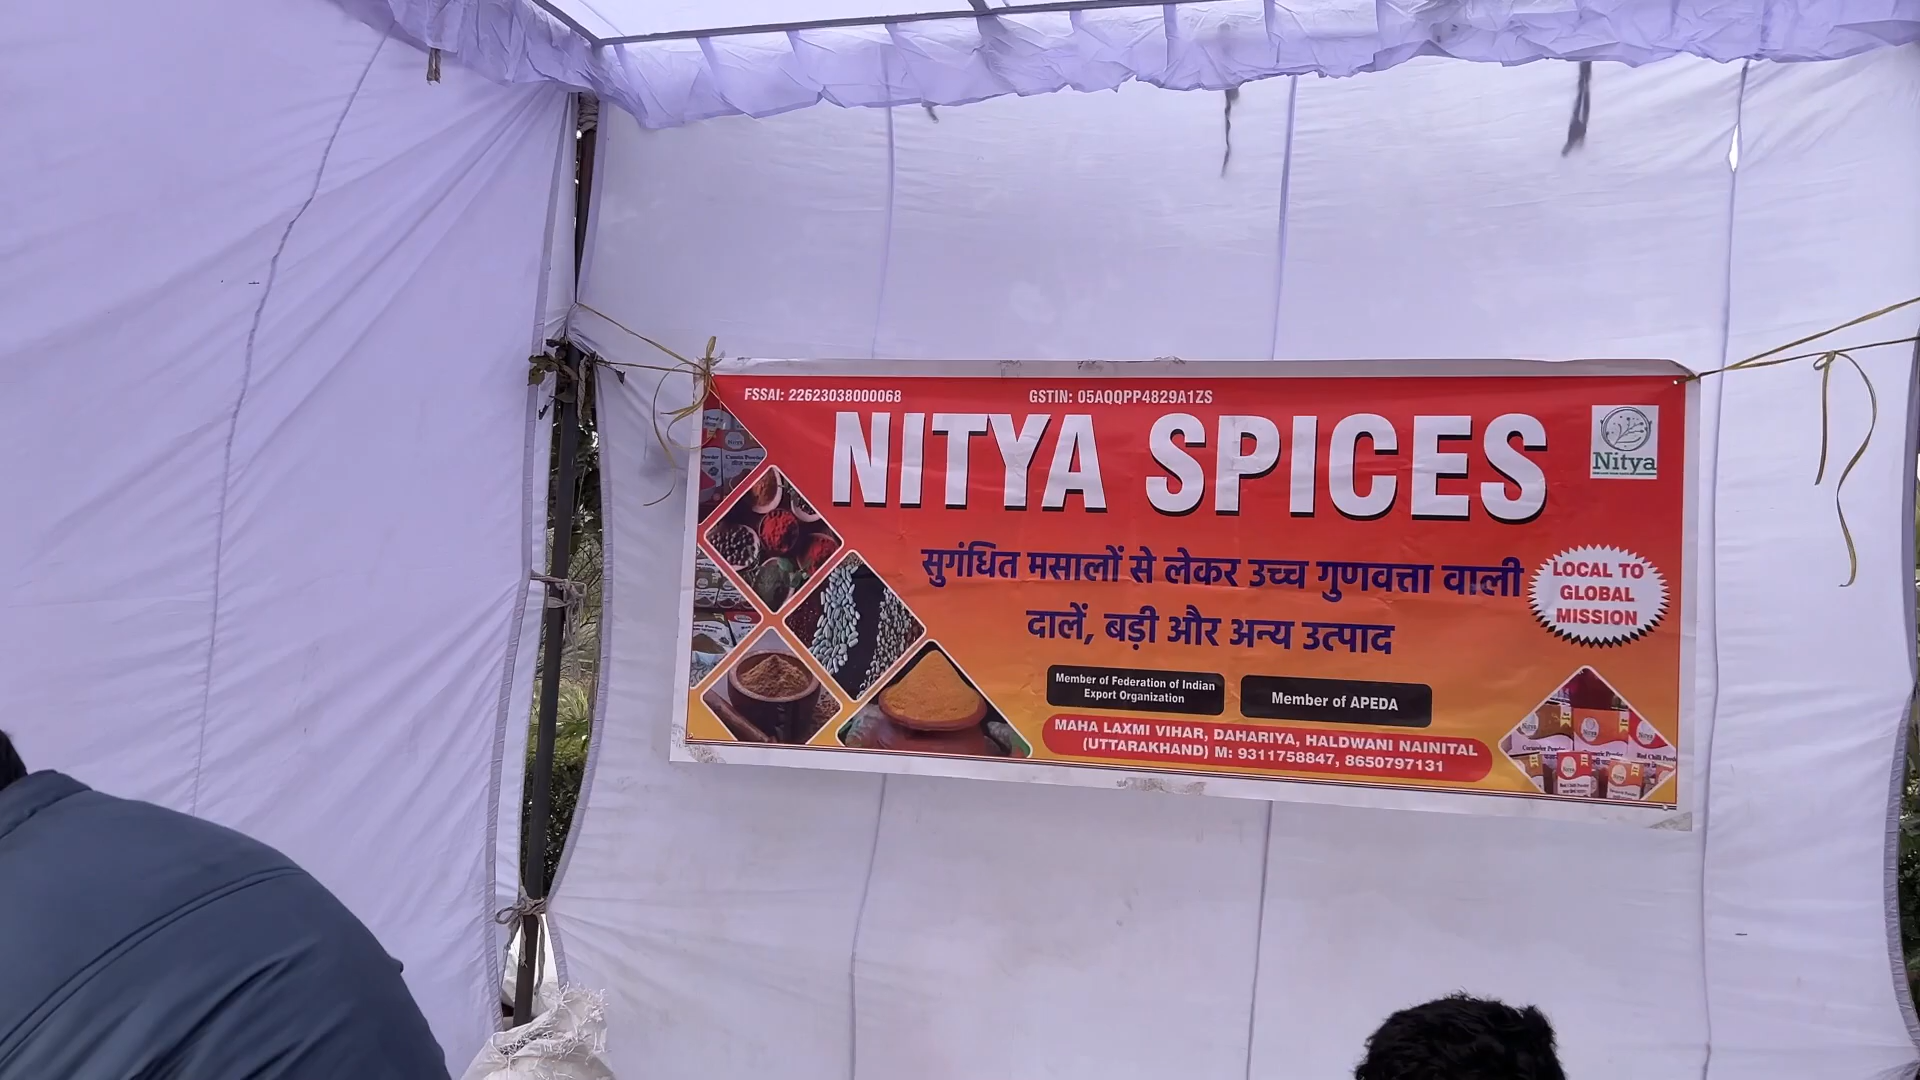 FSSAI: 22623038000068
GSTIN: 05AQQPP4829A1ZS
NITYA SPICES
Nitya
सुगंधित मसालों से लेकर उच्च गुणवत्ता वाली
दालें, बड़ी और अन्य उत्पाद
LOCAL TO
GLOBAL
MISSION
Member of Federation of Indian
Export Organization
Member of APEDA
MAHA LAXMI VIHAR, DAHARIYA, HALDWANI NAINITAL
(UTTARAKHAND) M: 9311758847, 8650797131